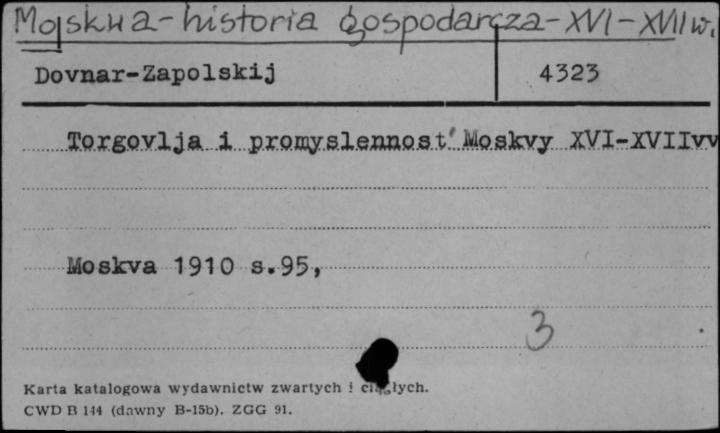 Moskwa - historia gospodarcza - XVI - XVII w.
Dovnar-Zapolskij 4323
Torgovlja i promyslennost' Moskvy XVI-XVIIvv
Moskva 1910 s.95,
3
Karta katalogowa wydawnictw zwartych i ciągłych.
CWD B 144 (dawny B-15b). ZGG 91.